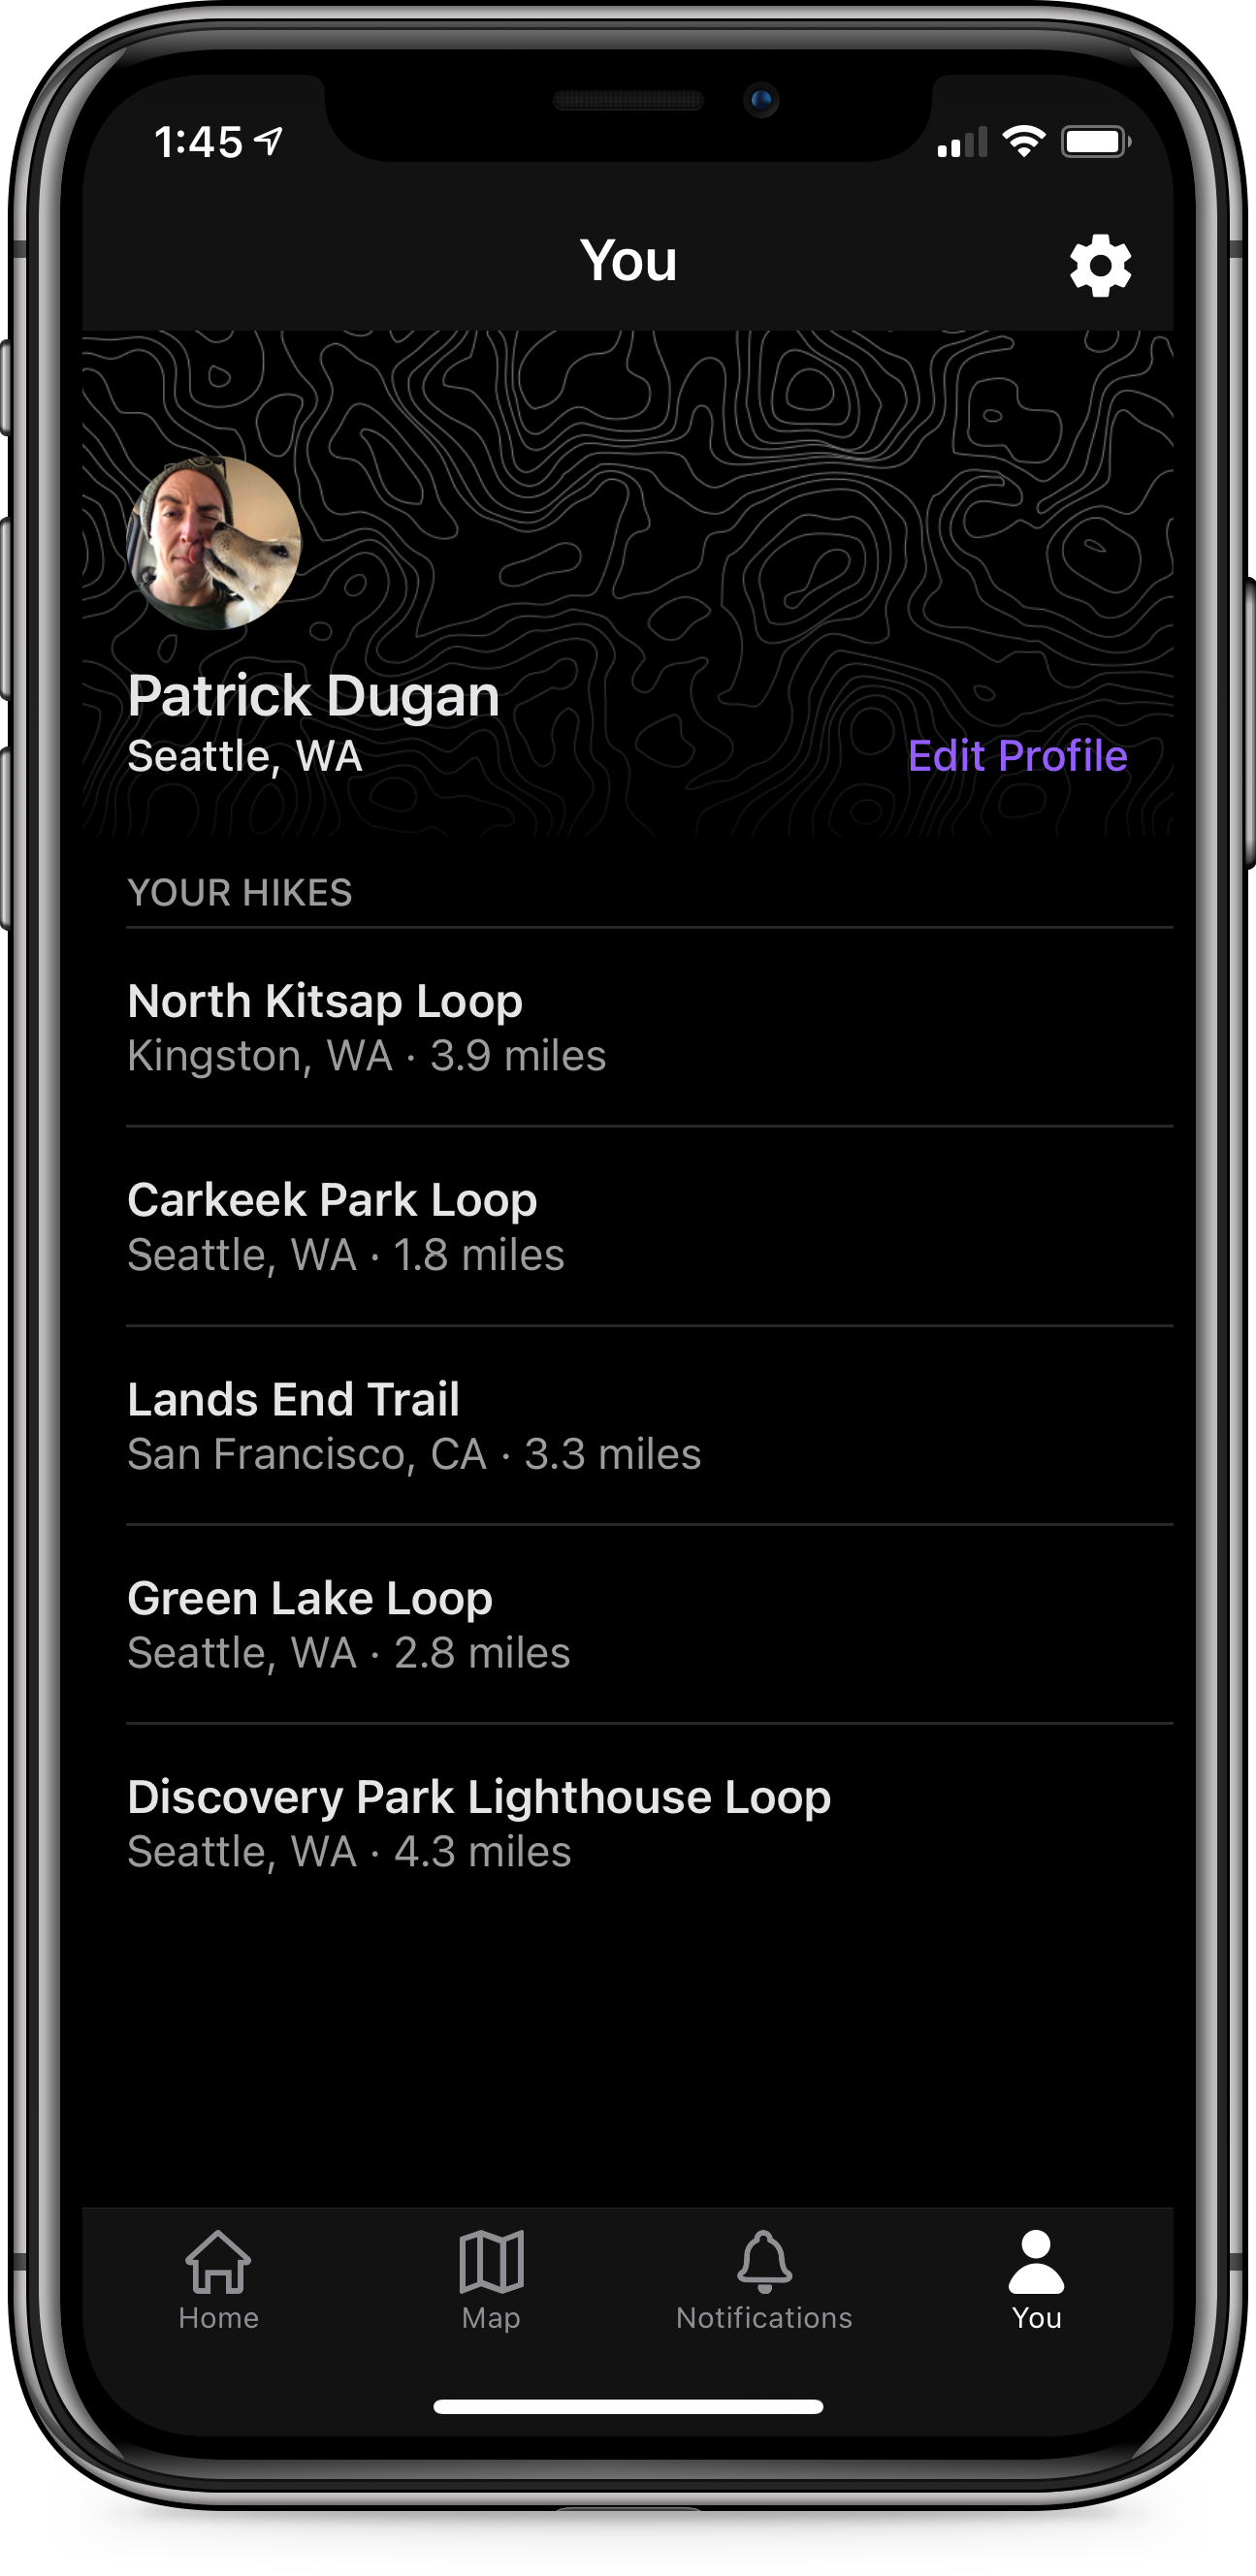 1:45
You
Patrick Dugan
Seattle, WA
Edit Profile
YOUR HIKES
North Kitsap Loop
Kingston, WA · 3.9 miles
Carkeek Park Loop
Seattle, WA · 1.8 miles
Lands End Trail
San Francisco, CA · 3.3 miles
Green Lake Loop
Seattle, WA · 2.8 miles
Discovery Park Lighthouse Loop
Seattle, WA · 4.3 miles
Home
Map
Notifications
You